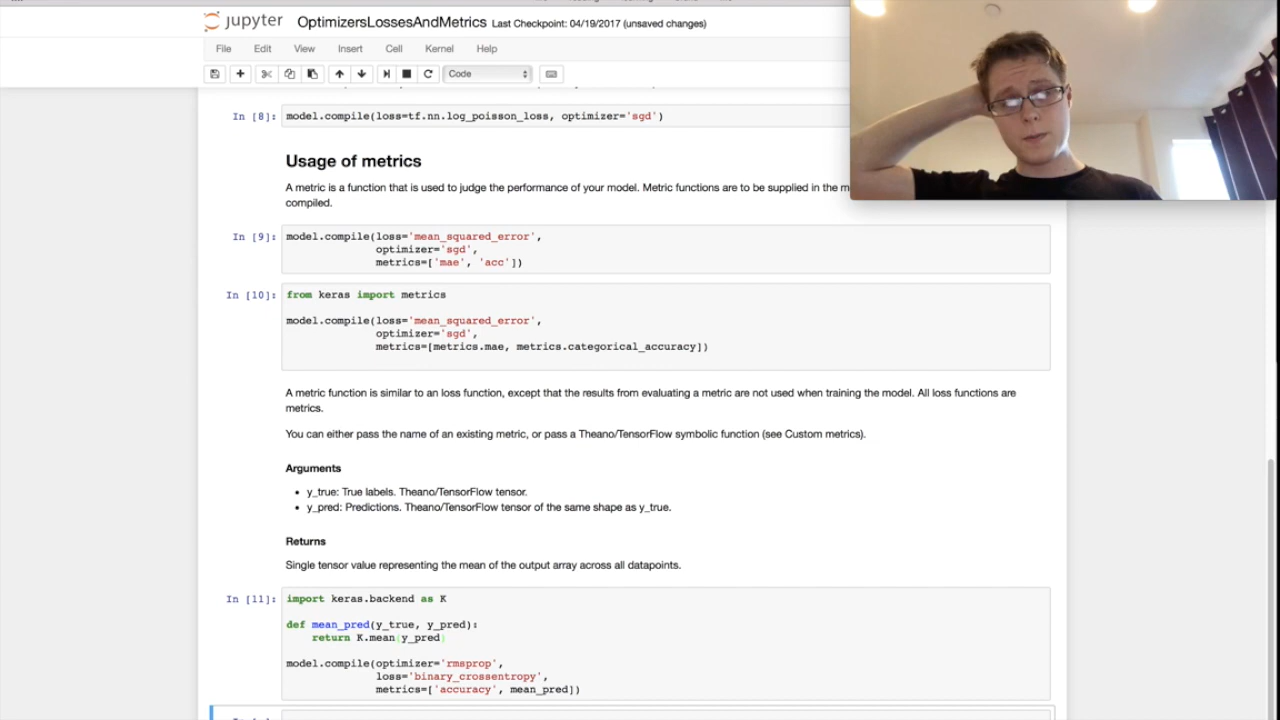 jupyter OptimizersLossesAndMetrics Last Checkpoint: 04/19/2017 (unsaved changes)
File Edit View Insert Cell Kernel Help
Code
In [8]: model.compile(loss=tf.nn.log_poisson_loss, optimizer='sgd')
Usage of metrics
A metric is a function that is used to judge the performance of your model. Metric functions are to be supplied in the m
compiled.
In [9]: model.compile(loss='mean_squared_error',
optimizer='sgd',
metrics=['mae', 'acc'])
In [10]: from keras import metrics
model.compile(loss='mean_squared_error',
optimizer='sgd',
metrics=[metrics.mae, metrics.categorical_accuracy])
A metric function is similar to an loss function, except that the results from evaluating a metric are not used when training the model. All loss functions are
metrics.
You can either pass the name of an existing metric, or pass a Theano/TensorFlow symbolic function (see Custom metrics).
Arguments
• y_true: True labels. Theano/TensorFlow tensor.
• y_pred: Predictions. Theano/TensorFlow tensor of the same shape as y_true.
Returns
Single tensor value representing the mean of the output array across all datapoints.
In [11]: import keras.backend as K
def mean_pred(y_true, y_pred):
return K.mean(y_pred)
model.compile(optimizer='rmsprop',
loss='binary_crossentropy',
metrics=['accuracy', mean_pred])